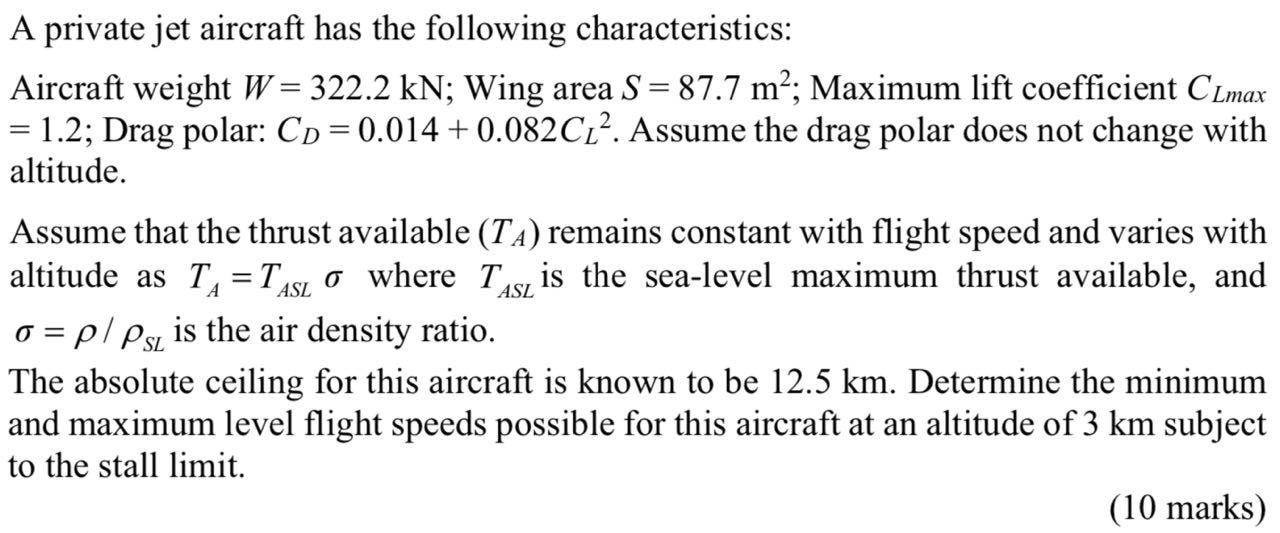 A private jet aircraft has the following characteristics:
Aircraft weight W = 322.2 kN; Wing area S = 87.7 m²; Maximum lift coefficient C_Lmax
= 1.2; Drag polar: C_D = 0.014 + 0.082C_L². Assume the drag polar does not change with
altitude.
Assume that the thrust available (T_A) remains constant with flight speed and varies with
altitude as T_A = T_ASL σ where T_ASL is the sea-level maximum thrust available, and
σ = ρ / ρ_SL is the air density ratio.
The absolute ceiling for this aircraft is known to be 12.5 km. Determine the minimum
and maximum level flight speeds possible for this aircraft at an altitude of 3 km subject
to the stall limit.
(10 marks)